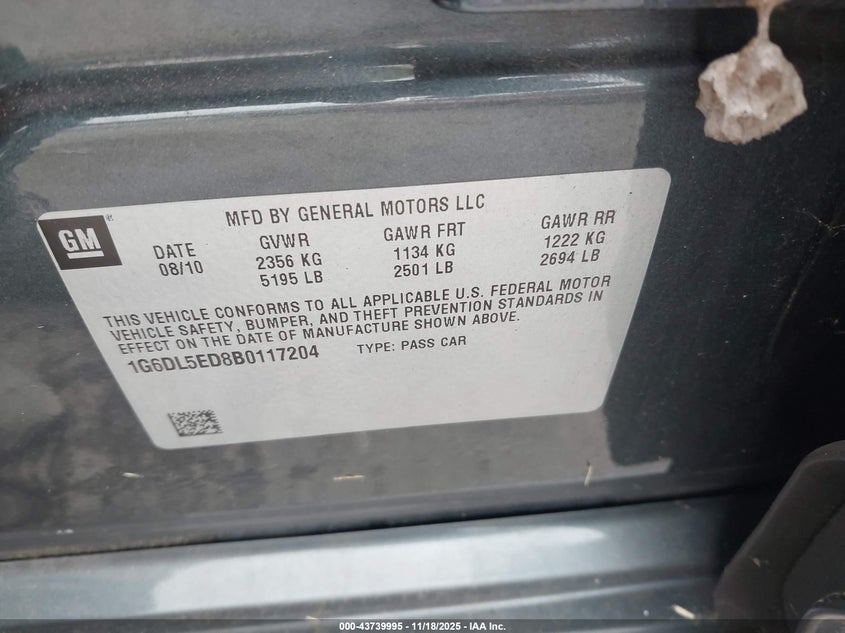 GM
MFD BY GENERAL MOTORS LLC
DATE GVWR GAWR FRT GAWR RR
08/10 2356 KG 1134 KG 1222 KG
5195 LB 2501 LB 2694 LB
THIS VEHICLE CONFORMS TO ALL APPLICABLE U.S. FEDERAL MOTOR
VEHICLE SAFETY, BUMPER, AND THEFT PREVENTION STANDARDS IN
EFFECT ON THE DATE OF MANUFACTURE SHOWN ABOVE.
1G6DL5ED8B0117204 TYPE: PASS CAR
000-43739995 - 11/18/2025 - IAA Inc.